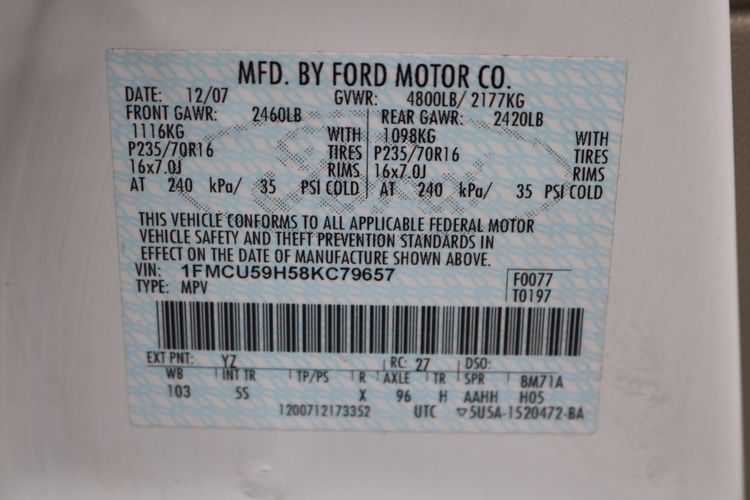 MFD. BY FORD MOTOR CO.
DATE: 12/07 GVWR: 4800LB/ 2177KG
FRONT GAWR: 2460LB REAR GAWR: 2420LB
1116KG WITH 1098KG WITH
P235/70R16 TIRES P235/70R16 TIRES
16x7.0J RIMS 16x7.0J RIMS
AT 240 kPa/ 35 PSI COLD AT 240 kPa/ 35 PSI COLD
THIS VEHICLE CONFORMS TO ALL APPLICABLE FEDERAL MOTOR
VEHICLE SAFETY AND THEFT PREVENTION STANDARDS IN
EFFECT ON THE DATE OF MANUFACTURE SHOWN ABOVE.
VIN: 1FMCU59H58KC79657 F0077
TYPE: MPV T0197
EXT PNT: YZ RC: 27 DSO:
WB INT TR TP/PS R AXLE TR SPR 8M71A
103 5S X 96 H AAHH H05
1200712173352 UTC ▽5U5A-1520472-BA